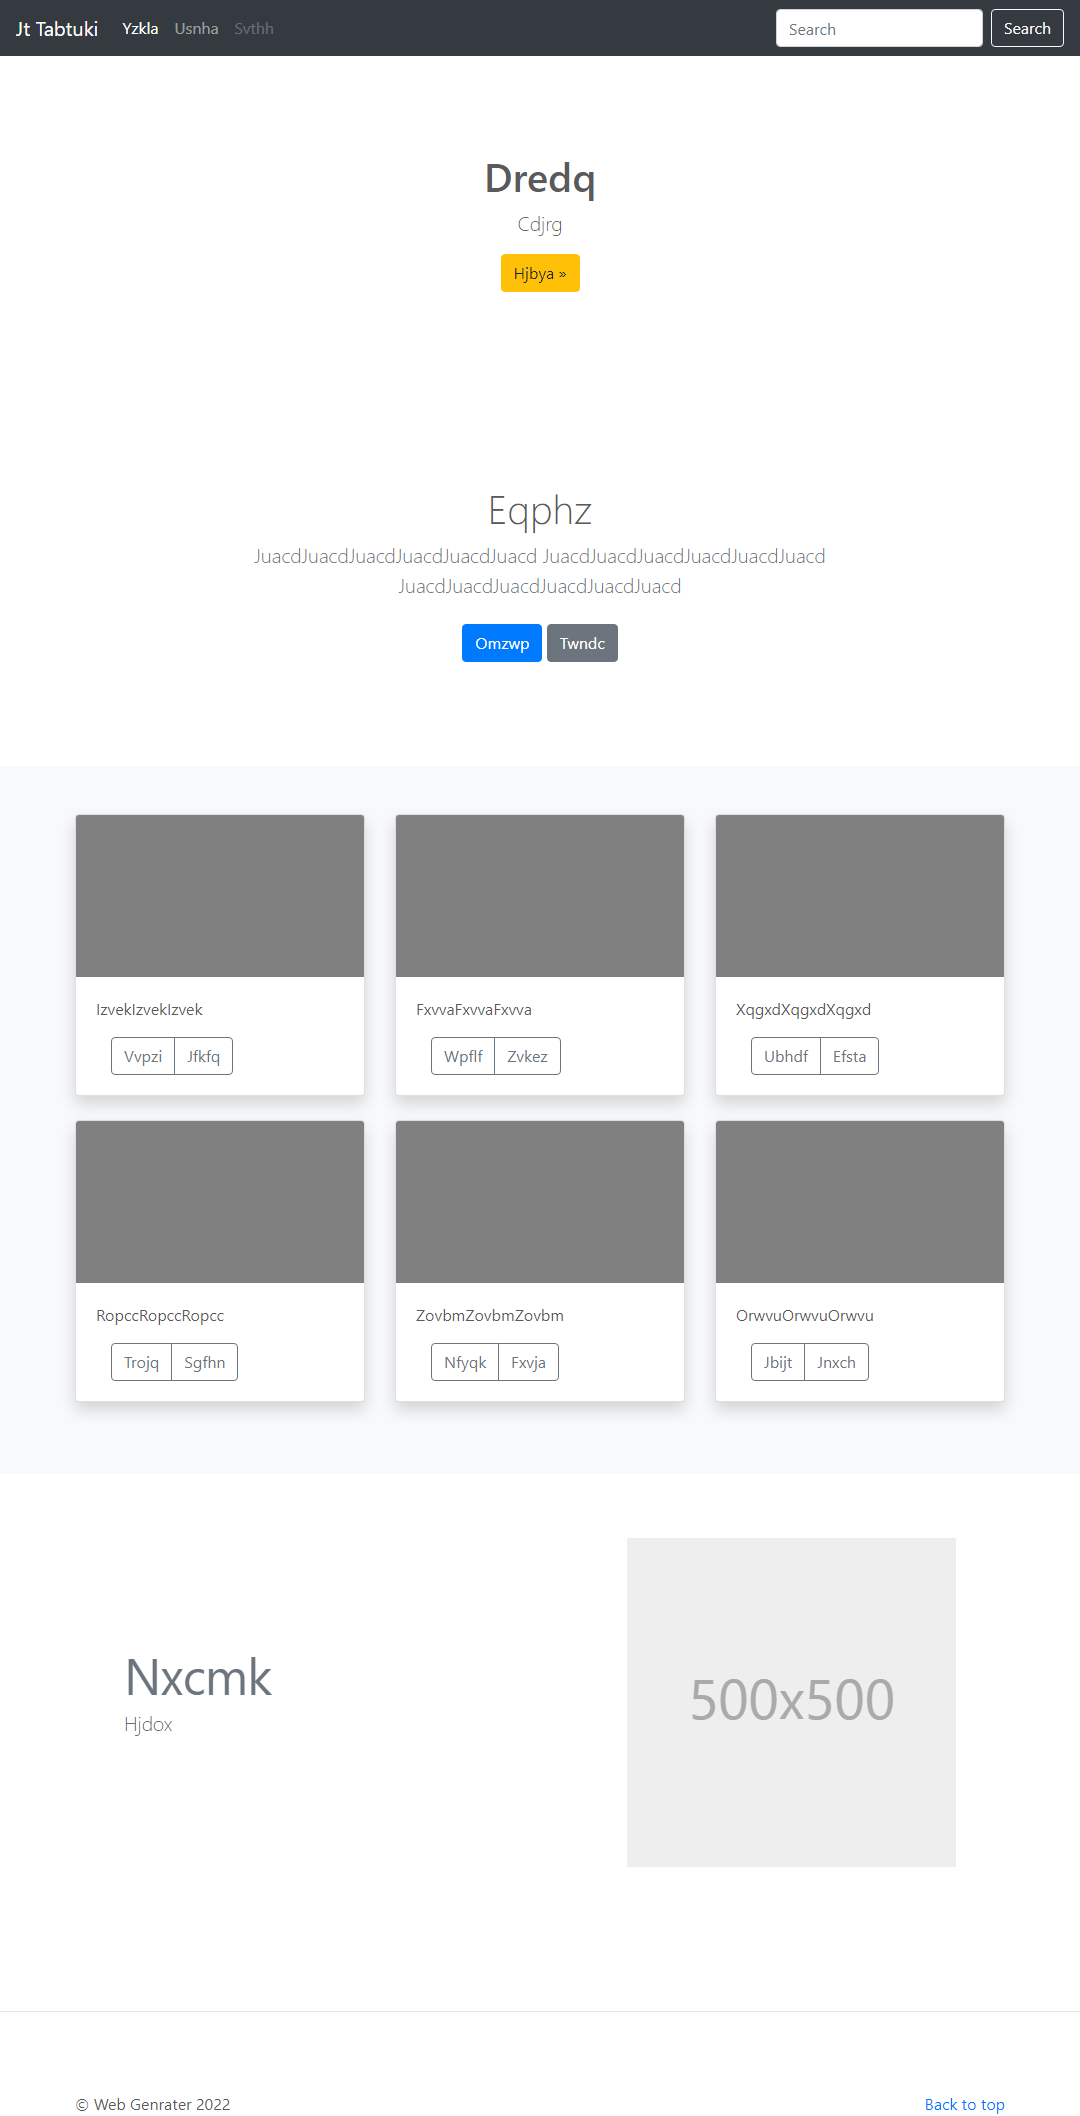 Jt Tabtuki Yzkla Usnha Svthh Search Search
Dredq
Cdjrg
Hjbya »
Eqphz
JuacdJuacdJuacdJuacdJuacdJuacd JuacdJuacdJuacdJuacdJuacdJuacd
JuacdJuacdJuacdJuacdJuacdJuacd
Omzwp Twndc
IzvekIzvekIzvek
Vvpzi Jfkfq
FxvvaFxvvaFxvva
Wpflf Zvkez
XqgxdXqgxdXqgxd
Ubhdf Efsta
RopccRopccRopcc
Trojq Sgfhn
ZovbmZovbmZovbm
Nfyqk Fxvja
OrwvuOrwvuOrwvu
Jbijt Jnxch
Nxcmk
Hjdox
500x500
© Web Genrater 2022
Back to top